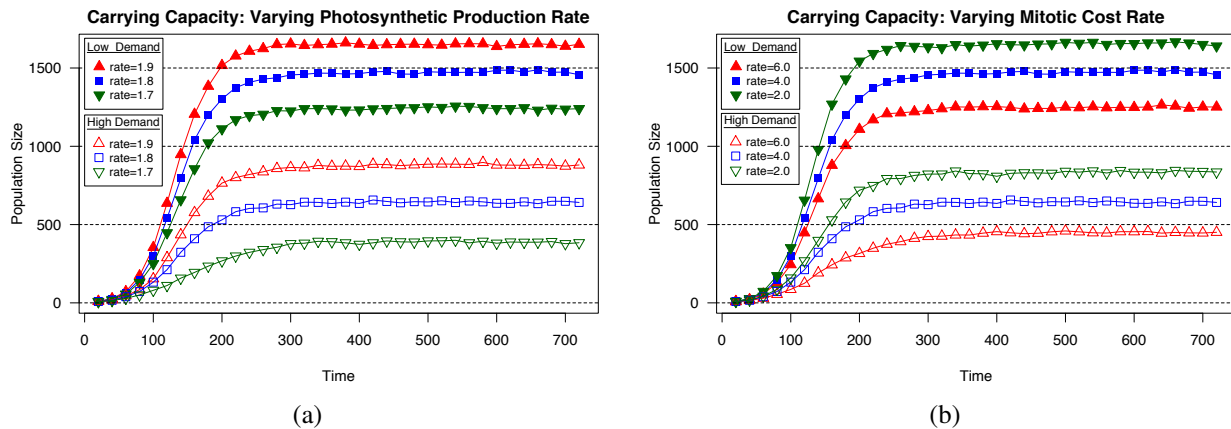 Carrying Capacity: Varying Photosynthetic Production Rate
Population Size
1500
1000
500
0
Low Demand
rate=1.9
rate=1.8
rate=1.7
High Demand
rate=1.9
rate=1.8
rate=1.7
0 100 200 300 400 500 600 700
Time
(a)
Carrying Capacity: Varying Mitotic Cost Rate
Population Size
1500
1000
500
0
Low Demand
rate=6.0
rate=4.0
rate=2.0
High Demand
rate=6.0
rate=4.0
rate=2.0
0 100 200 300 400 500 600 700
Time
(b)